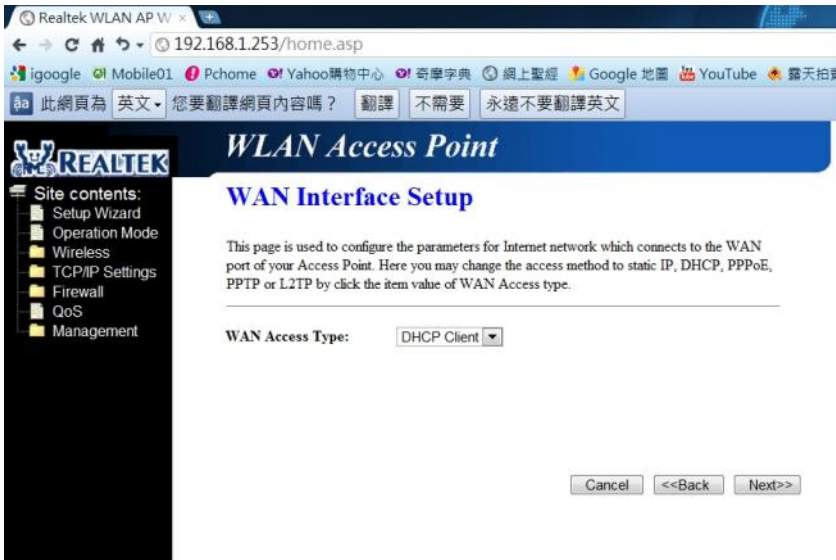 Realtek WLAN AP W
192.168.1.253/home.asp
igoogle Mobile01 Pchome Yahoo購物中心 奇摩字典 網上聖經 Google 地圖 YouTube 露天拍賣
此網頁為 英文 您要翻譯網頁內容嗎？ 翻譯 不需要 永遠不要翻譯英文
REALTEK
WLAN Access Point
Site contents:
Setup Wizard
Operation Mode
Wireless
TCP/IP Settings
Firewall
QoS
Management
WAN Interface Setup
This page is used to configure the parameters for Internet network which connects to the WAN
port of your Access Point. Here you may change the access method to static IP, DHCP, PPPoE,
PPTP or L2TP by click the item value of WAN Access type.
WAN Access Type: DHCP Client
Cancel <<Back Next>>